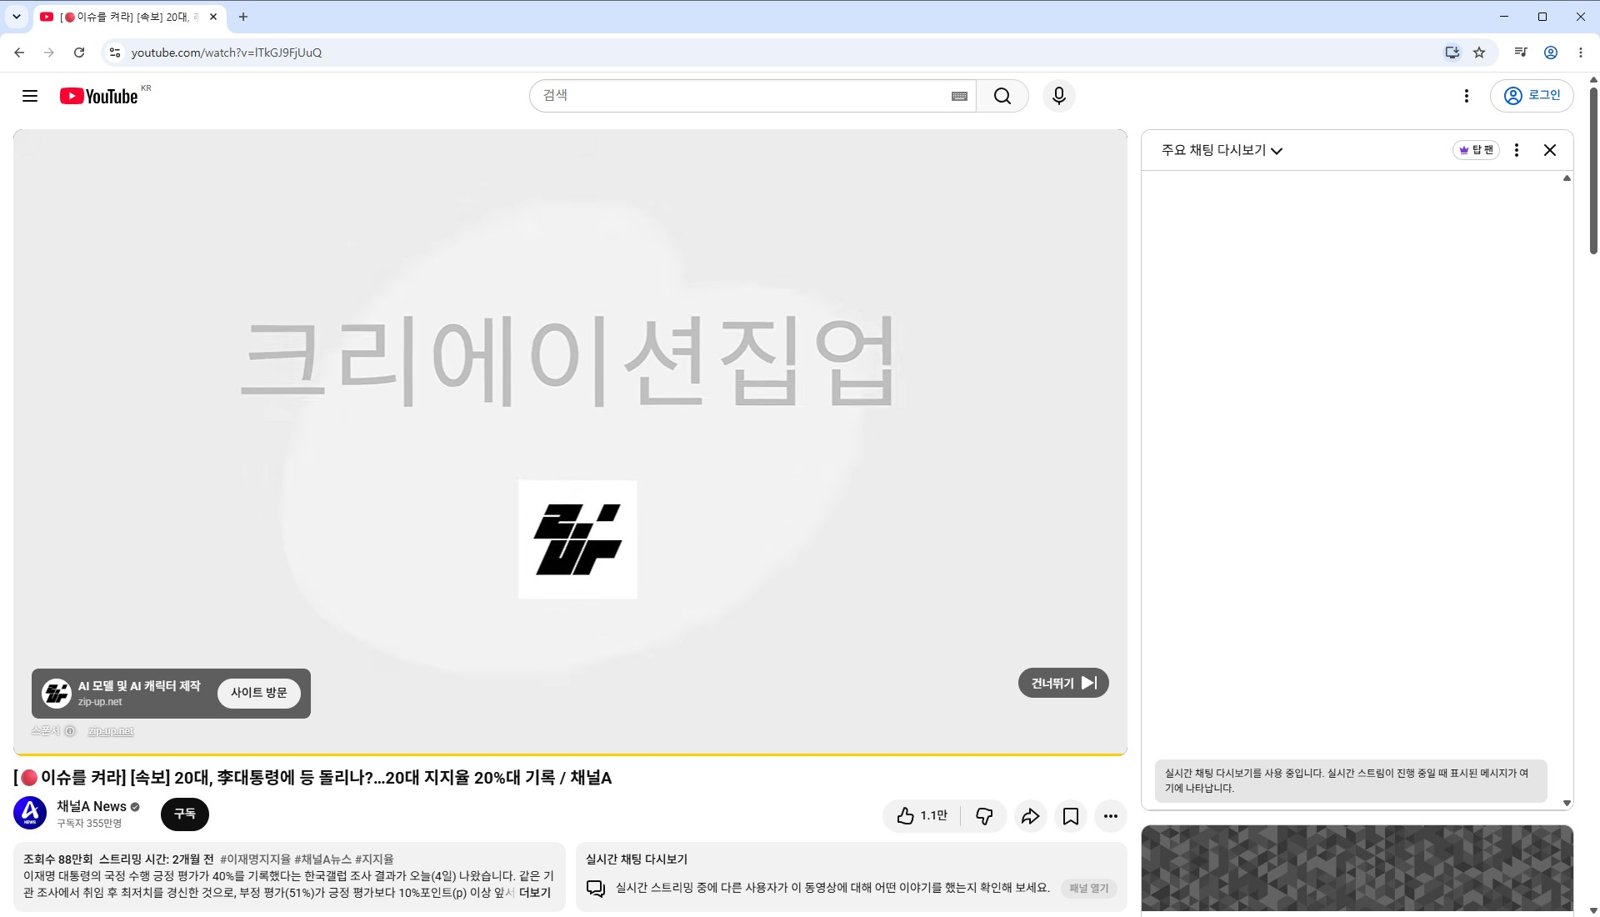 [🔴이슈를 켜라] [속보] 20대,
youtube.com/watch?v=lTkGJ9FjUuQ
YouTube KR
검색
로그인
주요 채팅 다시보기
탑 팬
크리에이션집업
ZIP UP
AI 모델 및 AI 캐릭터 제작
zip-up.net
사이트 방문
건너뛰기
스폰서
zip-up.net
[🔴이슈를 켜라] [속보] 20대, 李대통령에 등 돌리나?…20대 지지율 20%대 기록 / 채널A
채널A News
구독자 355만명
구독
1.1만
실시간 채팅 다시보기를 사용 중입니다. 실시간 스트림이 진행 중일 때 표시된 메시지가 여
기에 나타납니다.
조회수 88만회 스트리밍 시간: 2개월 전 #이재명지지율 #채널A뉴스 #지지율
이재명 대통령의 국정 수행 긍정 평가가 40%를 기록했다는 한국갤럽 조사 결과가 오늘(4일) 나왔습니다. 같은 기
관 조사에서 취임 후 최저치를 경신한 것으로, 부정 평가(51%)가 긍정 평가보다 10%포인트(p) 이상 앞서 더보기
실시간 채팅 다시보기
실시간 스트리밍 중에 다른 사용자가 이 동영상에 대해 어떤 이야기를 했는지 확인해 보세요.
패널 열기